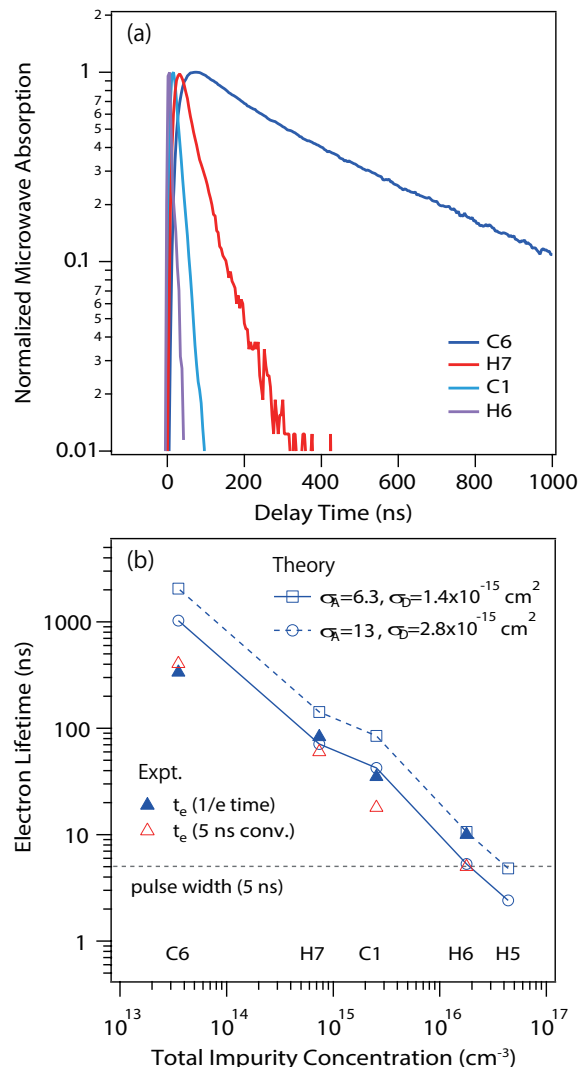 (a)
Normalized Microwave Absorption
2
1
7
6
5
4
3
2
0.1
7
6
5
4
3
2
0.01
C6
H7
C1
H6
0 200 400 600 800 1000
Delay Time (ns)
(b)
Theory
σA=6.3, σD=1.4x10-15 cm2
σA=13 , σD=2.8x10-15 cm2
Electron Lifetime (ns)
1000
100
10
1
Expt.
te (1/e time)
te (5 ns conv.)
pulse width (5 ns)
C6 H7 C1 H6 H5
1013 1014 1015 1016 1017
Total Impurity Concentration (cm-3)